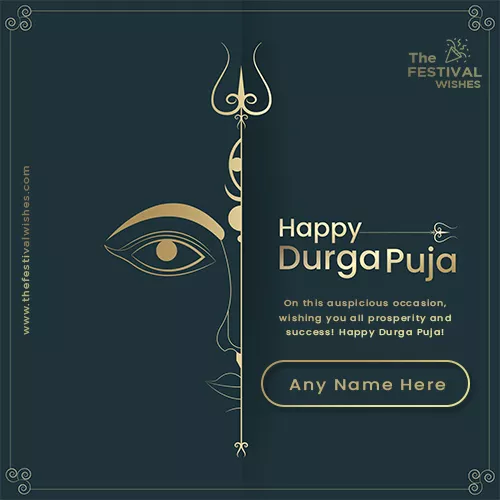 The
FESTIVAL
WISHES
www.thefestivalwishes.com
Happy
Durga Puja
On this auspicious occasion,
wishing you all prosperity and
success! Happy Durga Puja!
Any Name Here